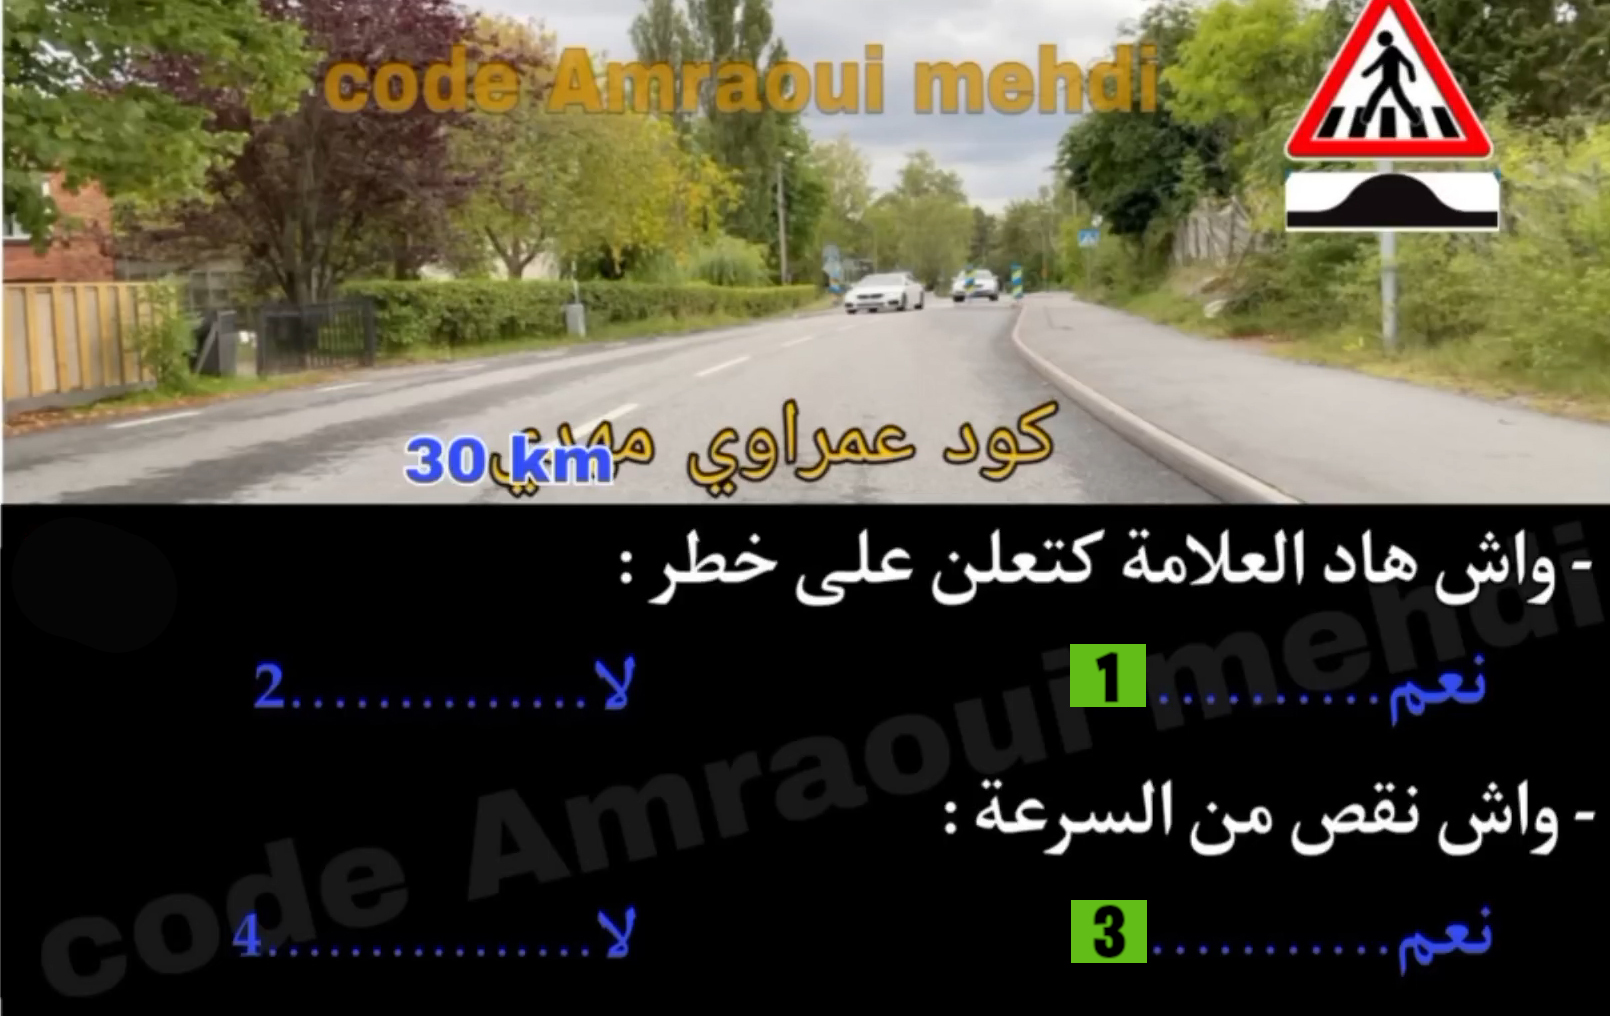 code Amraoui mehdi
كود عمراوي مهدي
30 km
- واش هاد العلامة كتعلن على خطر :
نعم..........1
لا..............2
- واش نقص من السرعة :
نعم...........3
لا................4
code Amraoui mehdi